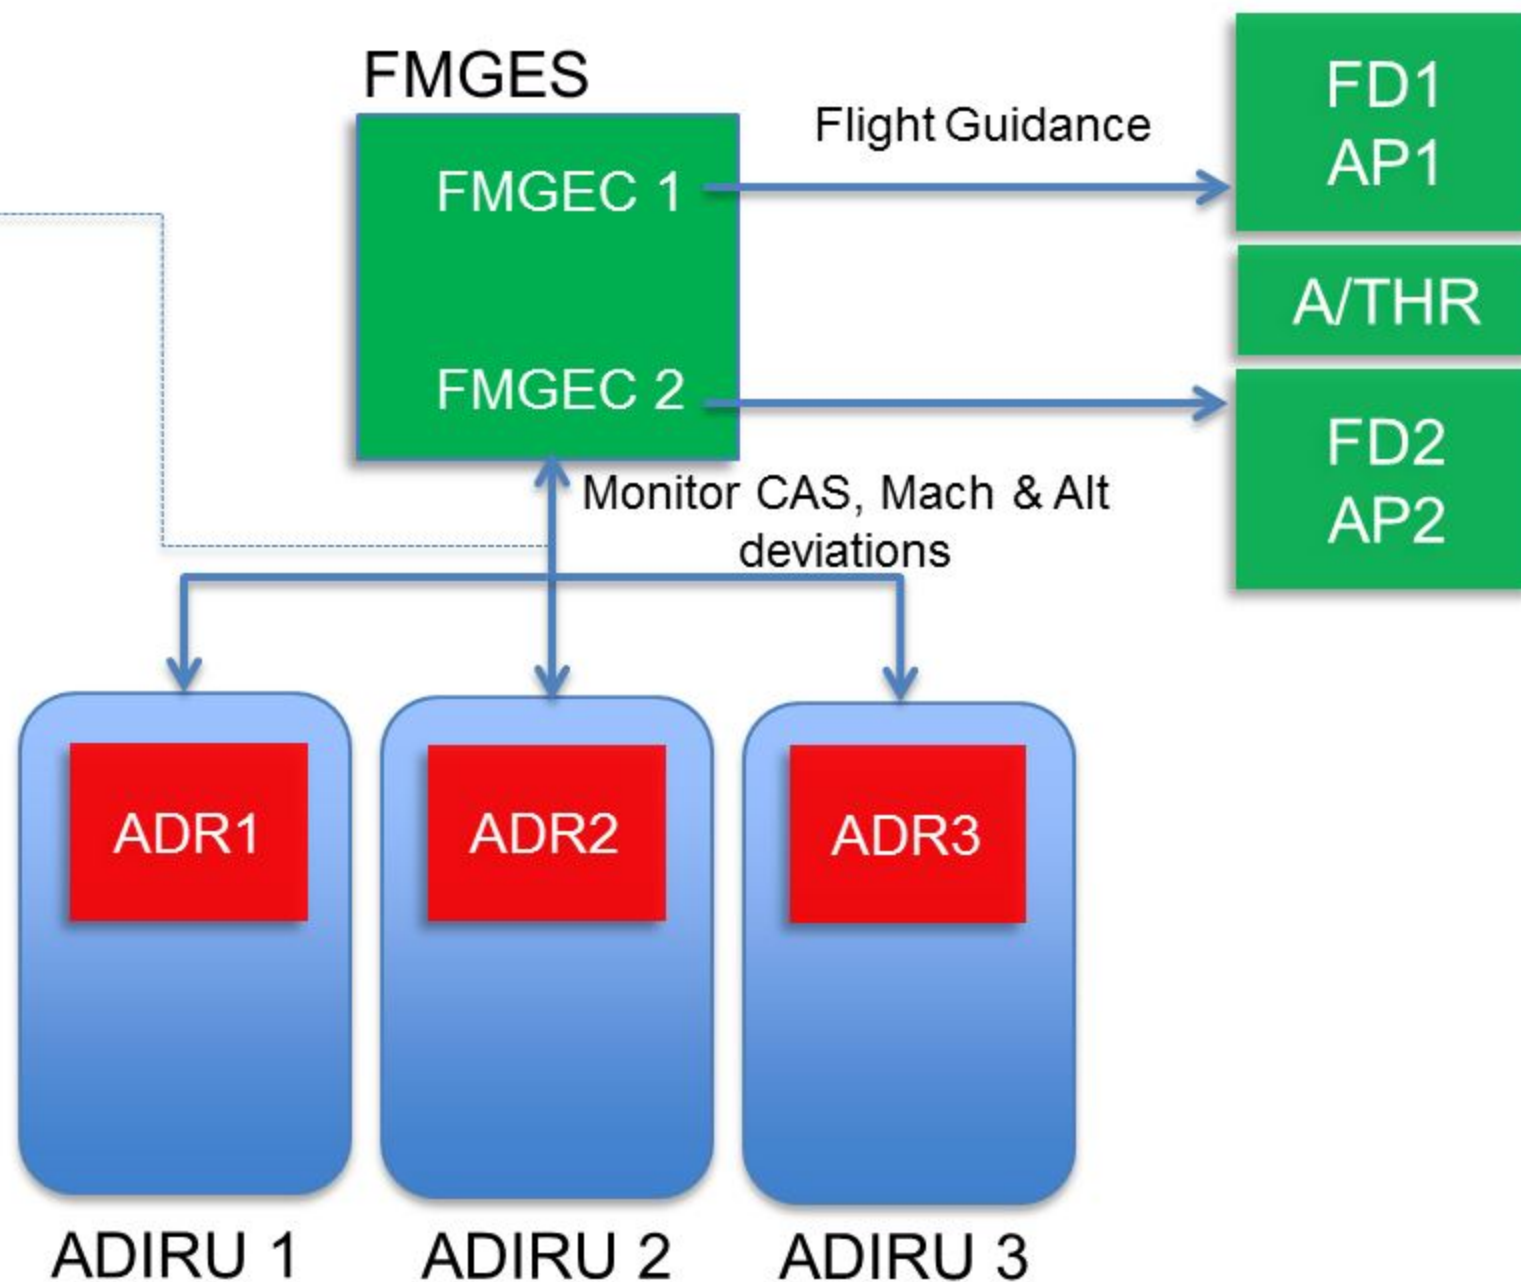 FMGES
FMGEC 1
Flight Guidance
FD1
AP1
A/THR
FMGEC 2
FD2
AP2
Monitor CAS, Mach & Alt
deviations
ADR1
ADR2
ADR3
ADIRU 1
ADIRU 2
ADIRU 3